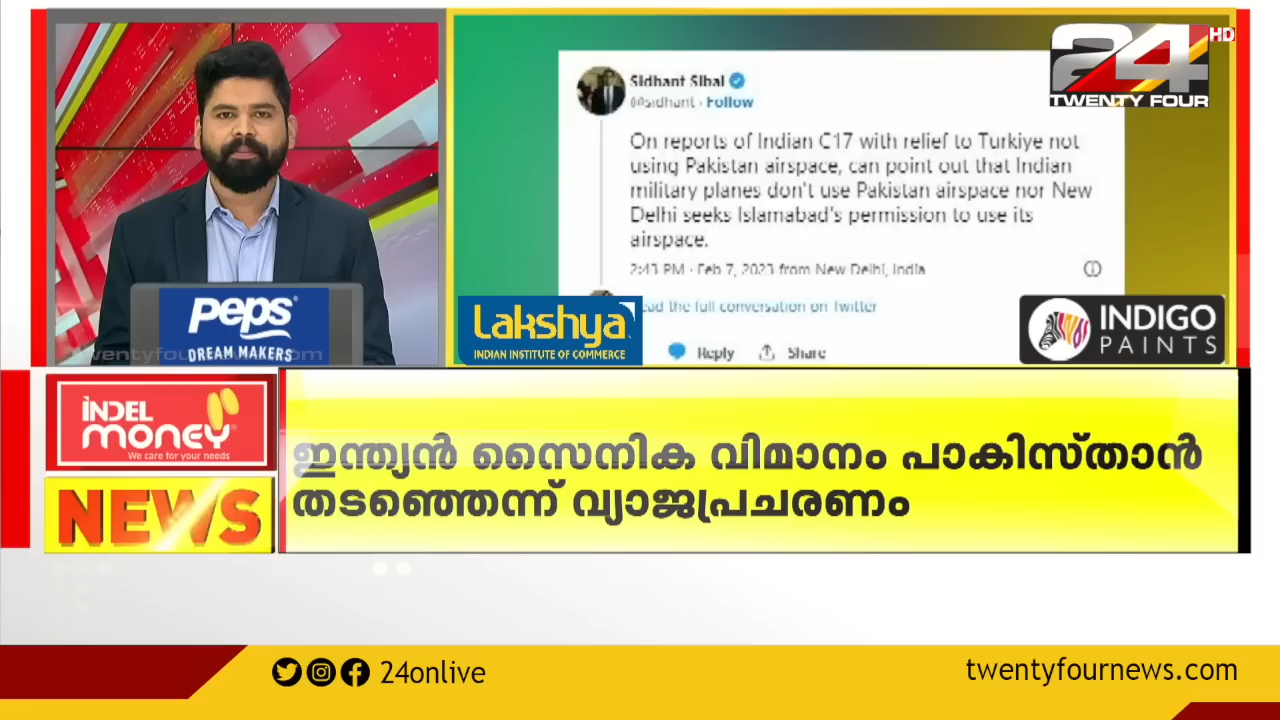 24
HD
TWENTY FOUR
Sidhant Sibal
@sidhant · Follow
On reports of Indian C17 with relief to Turkiye not
using Pakistan airspace, can point out that Indian
military planes don't use Pakistan airspace nor New
Delhi seeks Islamabad's permission to use its
airspace.
2:43 PM · Feb 7, 2023 from New Delhi, India
ead the full conversation on Twitter
Reply Share
Peps
DREAM MAKERS
wentyfournews.com
Lakshya
INDIAN INSTITUTE OF COMMERCE
INDIGO
PAINTS
INDEL
money
We care for your needs
NEWS
ഇന്ത്യൻ സൈനിക വിമാനം പാകിസ്താൻ
തടഞ്ഞെന്ന് വ്യാജപ്രചരണം
24onlive
twentyfournews.com